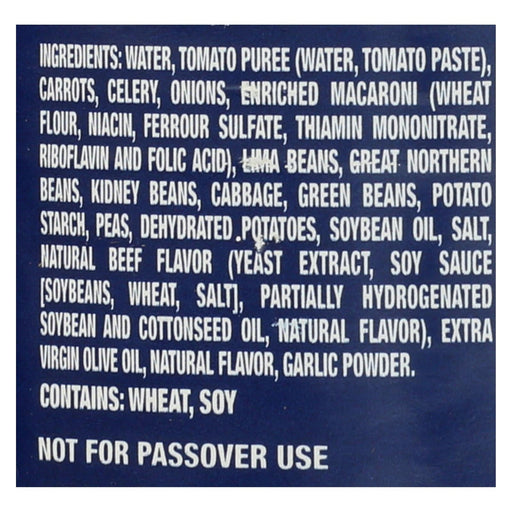 INGREDIENTS: WATER, TOMATO PUREE (WATER, TOMATO PASTE),
CARROTS, CELERY, ONIONS, ENRICHED MACARONI (WHEAT
FLOUR, NIACIN, FERROUR SULFATE, THIAMIN MONONITRATE,
RIBOFLAVIN AND FOLIC ACID), LIMA BEANS, GREAT NORTHERN
BEANS, KIDNEY BEANS, CABBAGE, GREEN BEANS, POTATO
STARCH, PEAS, DEHYDRATED POTATOES, SOYBEAN OIL, SALT,
NATURAL BEEF FLAVOR (YEAST EXTRACT, SOY SAUCE
[SOYBEANS, WHEAT, SALT], PARTIALLY HYDROGENATED
SOYBEAN AND COTTONSEED OIL, NATURAL FLAVOR), EXTRA
VIRGIN OLIVE OIL, NATURAL FLAVOR, GARLIC POWDER.
CONTAINS: WHEAT, SOY
NOT FOR PASSOVER USE